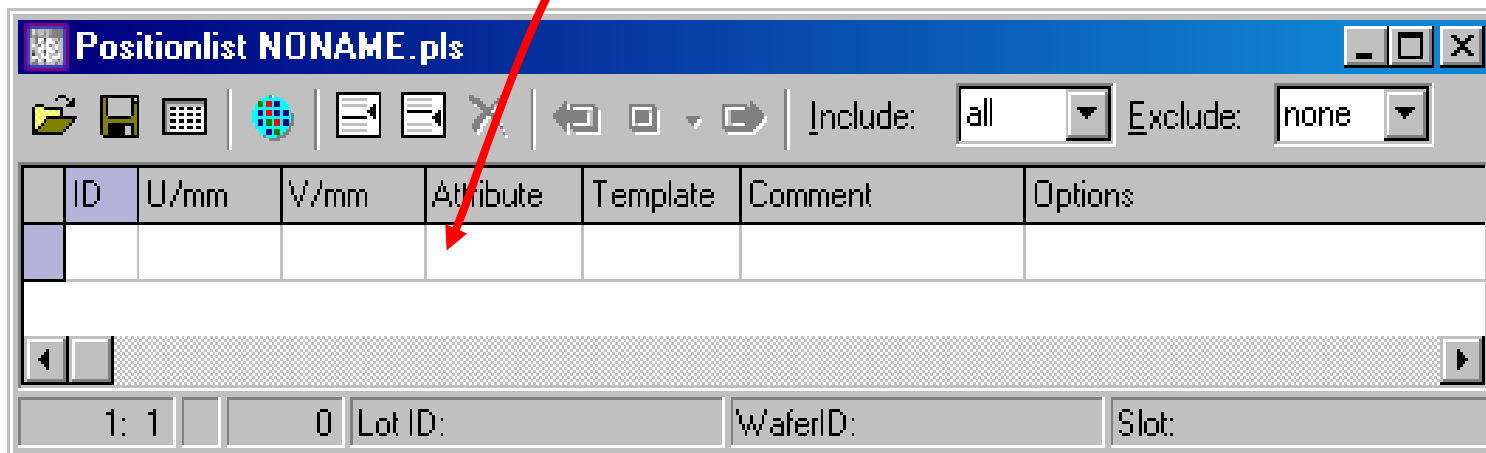 Positionlist NONAME.pls
Include: all Exclude: none
ID U/mm V/mm Attribute Template Comment Options
1: 1 0 Lot ID: WaferID: Slot: